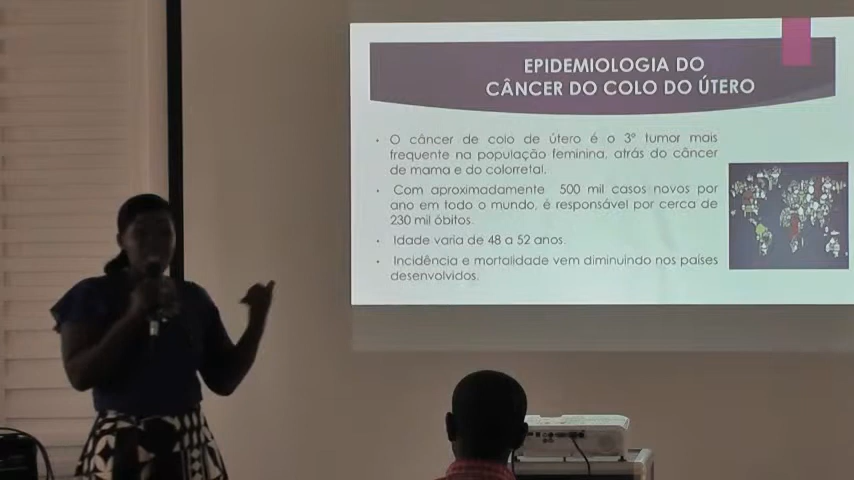 EPIDEMIOLOGIA DO
CÂNCER DO COLO DO ÚTERO
• O câncer de colo de útero é o 3º tumor mais
frequente na população feminina, atrás do câncer
de mama e do colorretal.
• Com aproximadamente 500 mil casos novos por
ano em todo o mundo, é responsável por cerca de
230 mil óbitos.
• Idade varia de 48 a 52 anos.
• Incidência e mortalidade vem diminuindo nos países
desenvolvidos.